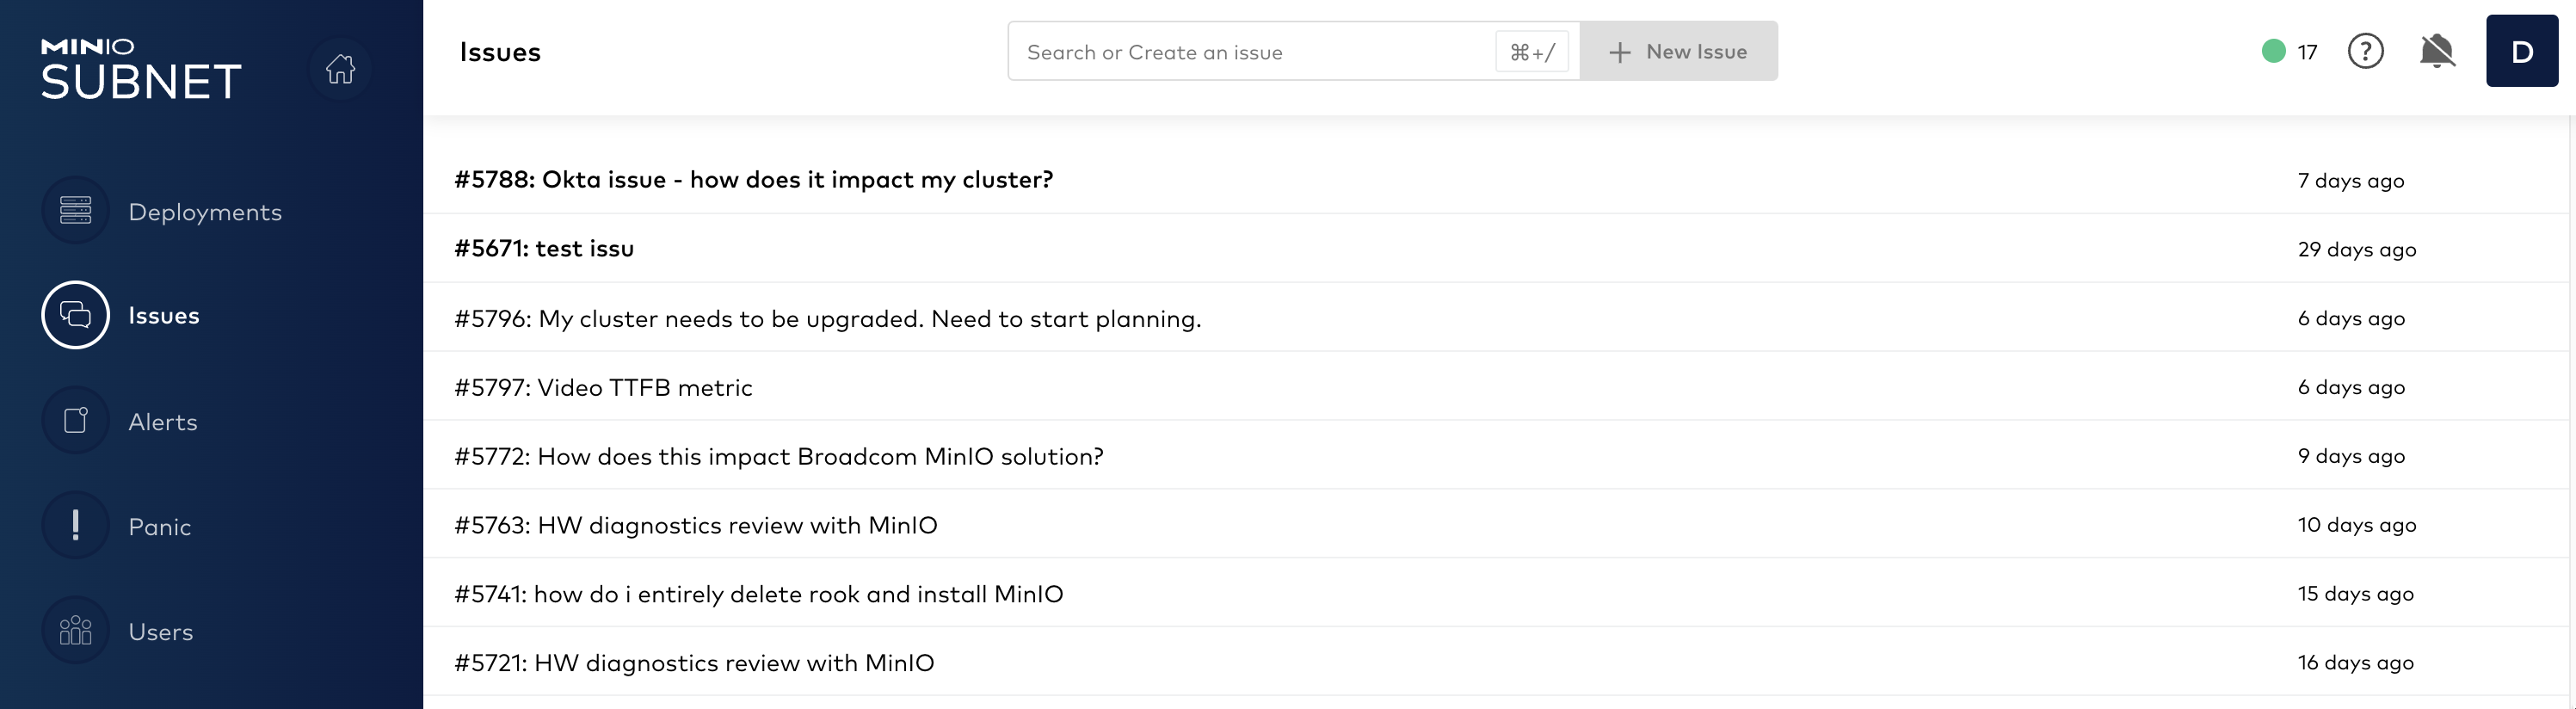 MINIO
SUBNET
Deployments
Issues
Alerts
Panic
Users
Issues
Search or Create an issue
⌘+/
New Issue
17
?
D
#5788: Okta issue - how does it impact my cluster? 7 days ago
#5671: test issu 29 days ago
#5796: My cluster needs to be upgraded. Need to start planning. 6 days ago
#5797: Video TTFB metric 6 days ago
#5772: How does this impact Broadcom MinIO solution? 9 days ago
#5763: HW diagnostics review with MinIO 10 days ago
#5741: how do i entirely delete rook and install MinIO 15 days ago
#5721: HW diagnostics review with MinIO 16 days ago